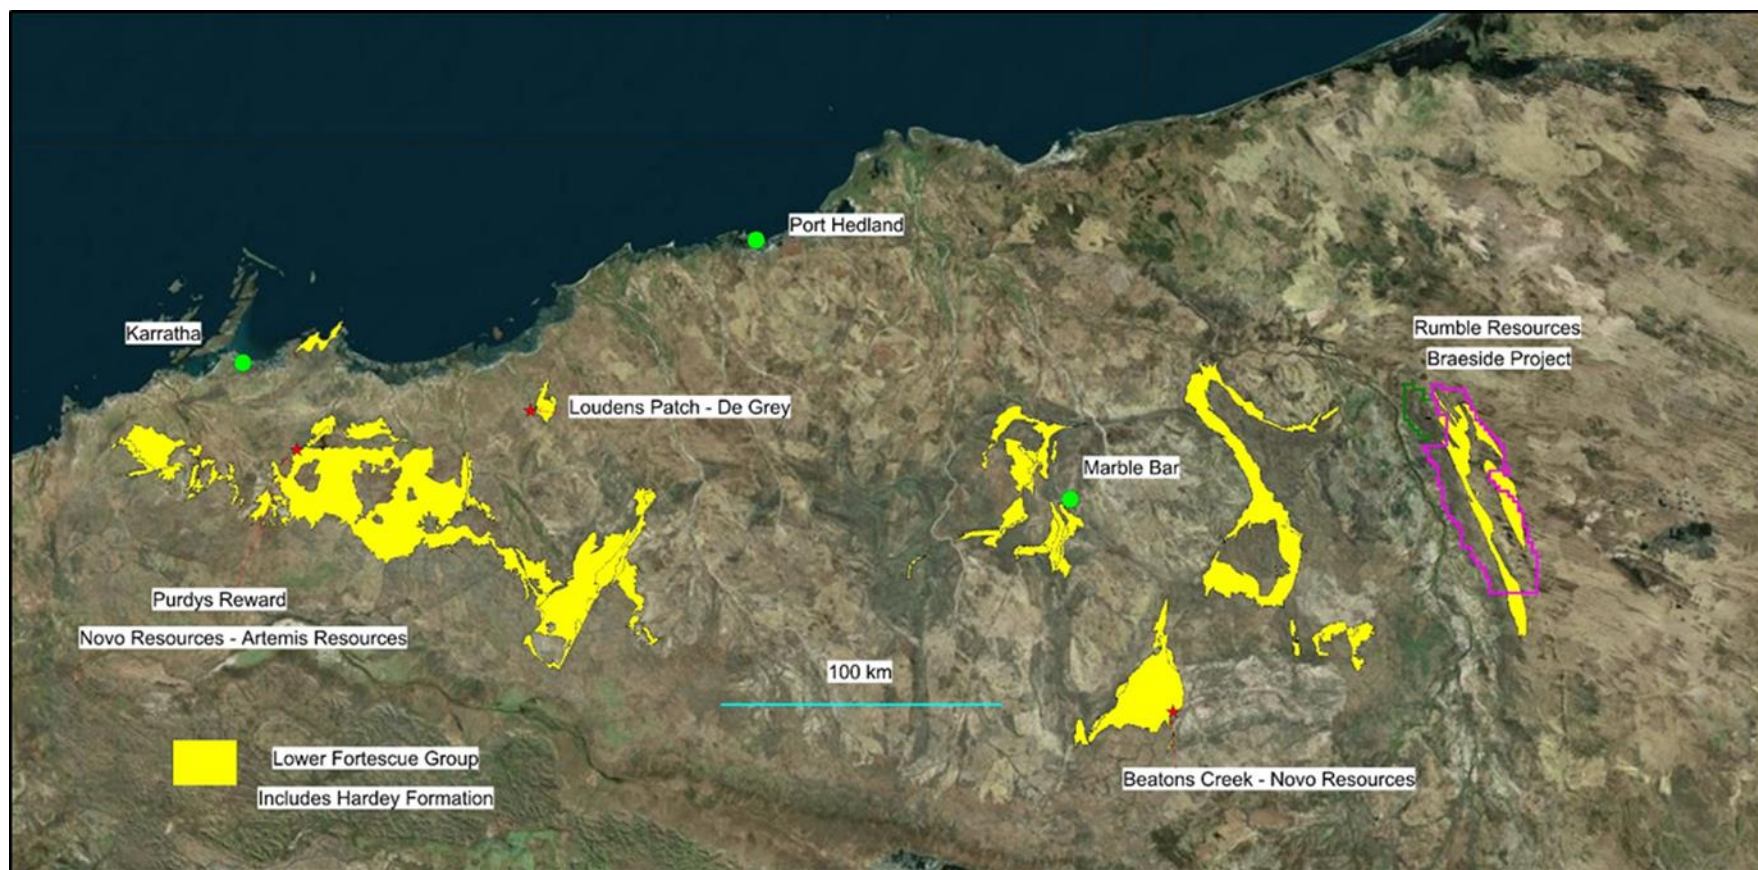 Port Hedland
Karratha
Rumble Resources
Braeside Project
Loudens Patch - De Grey
Marble Bar
Purdys Reward
Novo Resources - Artemis Resources
100 km
Lower Fortescue Group
Includes Hardey Formation
Beatons Creek - Novo Resources